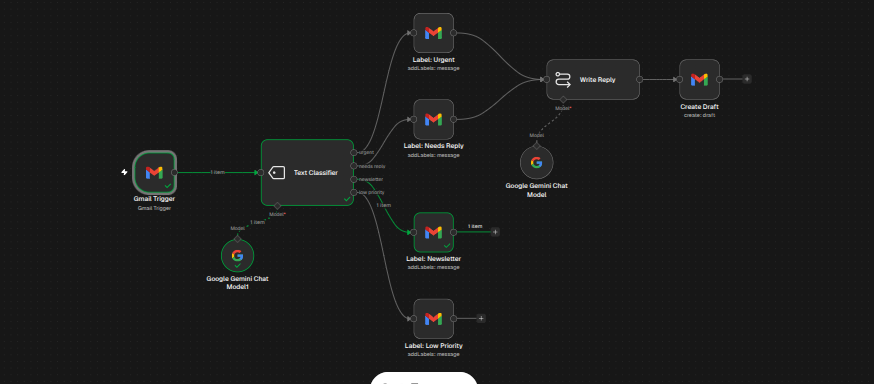 Label: Urgent
addLabels: message
Write Reply
Model*
Create Draft
create: draft
Label: Needs Reply
addLabels: message
Model
Google Gemini Chat
Model
Gmail Trigger
Gmail Trigger
1 item
Text Classifier
urgent
needs reply
newsletter
low priority
Model*
1 item
Model
Google Gemini Chat
Model1
1 item
Label: Newsletter
addLabels: message
1 item
Label: Low Priority
addLabels: message